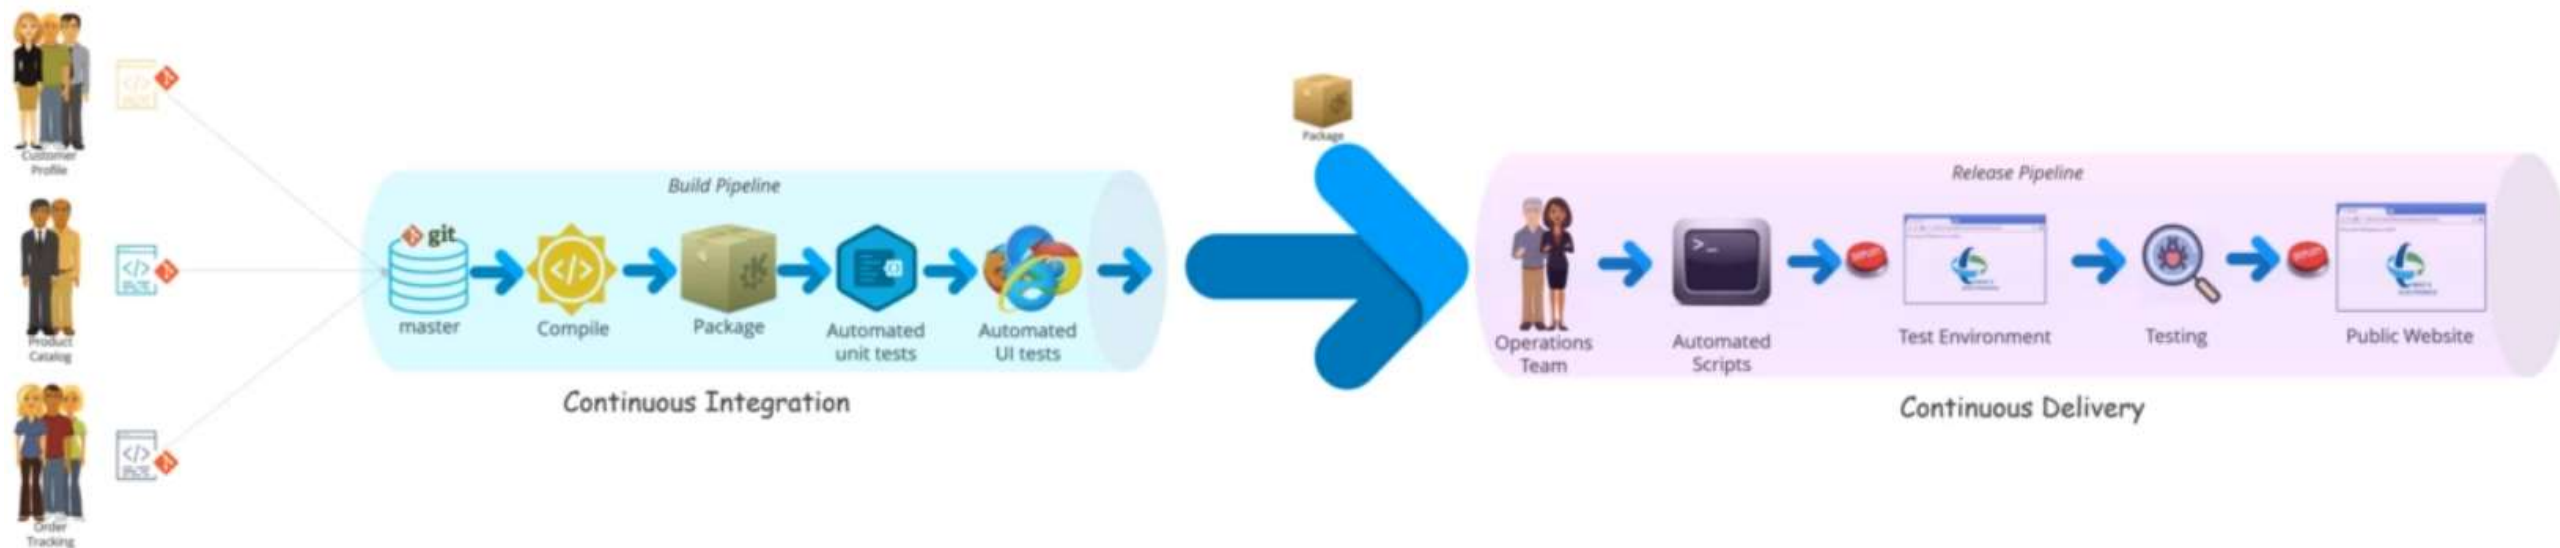 Customer
Profile
Product
Catalog
Order
Tracking
Build Pipeline
git
master
Compile
Package
Automated
unit tests
Automated
UI tests
Continuous Integration
Package
Release Pipeline
Operations
Team
Automated
Scripts
Test Environment
Testing
Public Website
Continuous Delivery